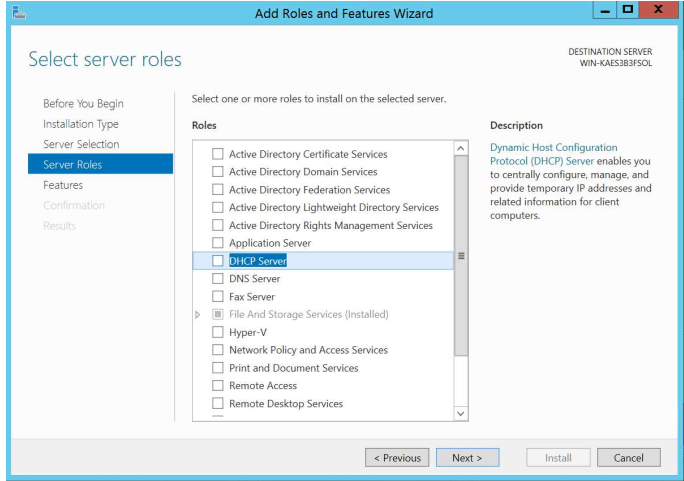 Add Roles and Features Wizard
Select server roles
DESTINATION SERVER
WIN-KAES3B3FSOL
Before You Begin
Installation Type
Server Selection
Server Roles
Features
Confirmation
Results
Select one or more roles to install on the selected server.
Roles
Active Directory Certificate Services
Active Directory Domain Services
Active Directory Federation Services
Active Directory Lightweight Directory Services
Active Directory Rights Management Services
Application Server
DHCP Server
DNS Server
Fax Server
File And Storage Services (Installed)
Hyper-V
Network Policy and Access Services
Print and Document Services
Remote Access
Remote Desktop Services
Description
Dynamic Host Configuration
Protocol (DHCP) Server enables you
to centrally configure, manage, and
provide temporary IP addresses and
related information for client
computers.
< Previous
Next >
Install
Cancel